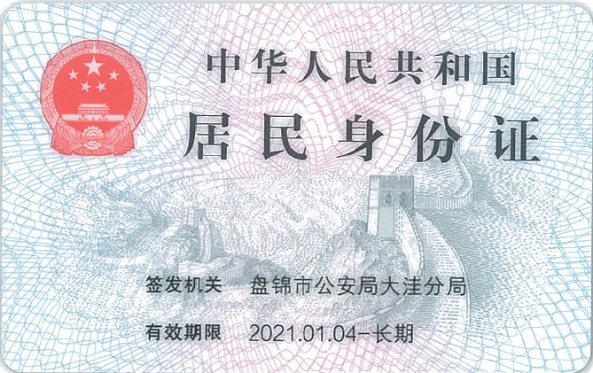 中华人民共和国
居民身份证
签发机关 盘锦市公安局大洼分局
有效期限 2021.01.04-长期